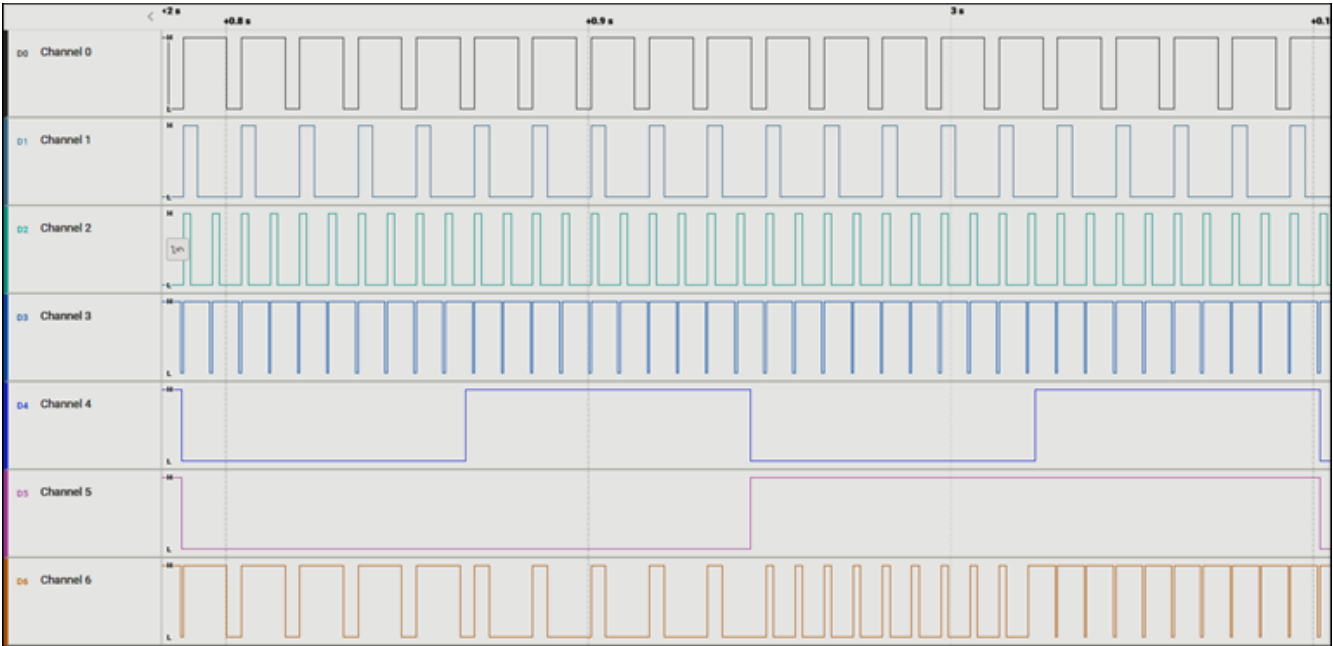 <
+2 s
+0.8 s
+0.9 s
3 s
+0.1
D0 Channel 0
H
L
D1 Channel 1
H
L
D2 Channel 2
H
L
D3 Channel 3
H
L
D4 Channel 4
H
L
D5 Channel 5
H
L
D6 Channel 6
H
L